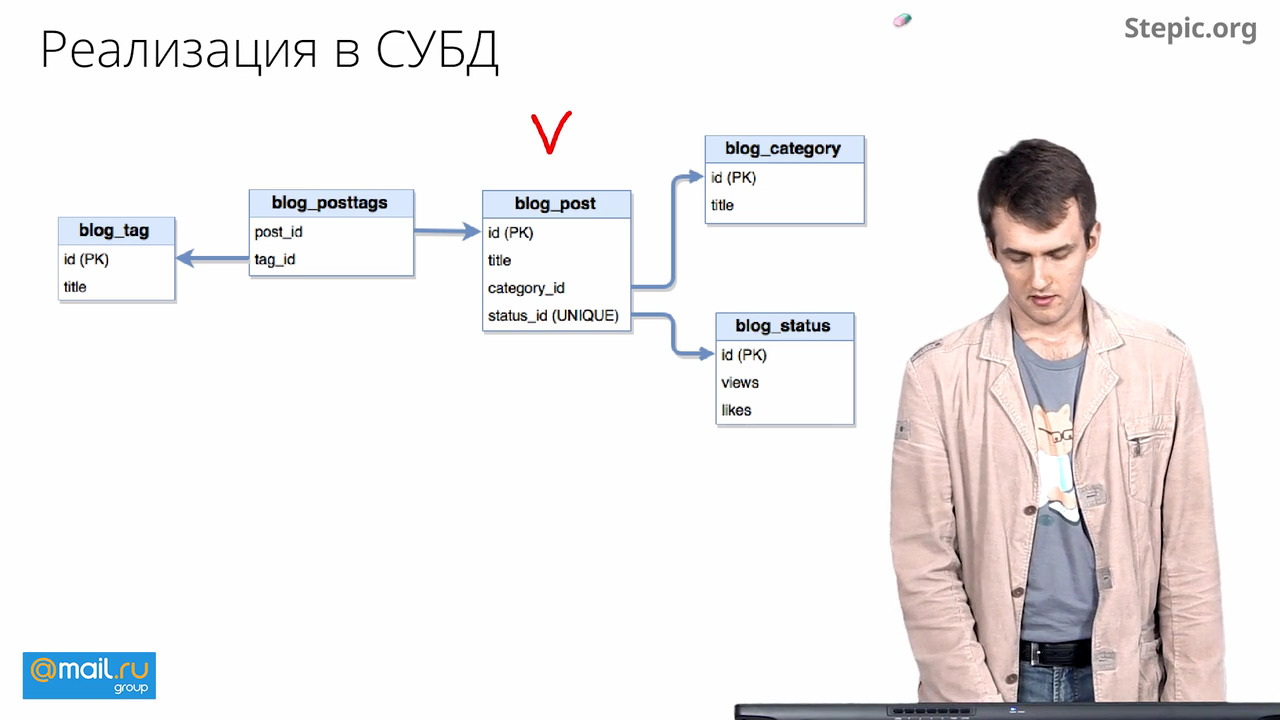 Реализация в СУБД
Stepic.org
blog_tag
id (PK)
title
blog_posttags
post_id
tag_id
blog_post
id (PK)
title
category_id
status_id (UNIQUE)
blog_category
id (PK)
title
blog_status
id (PK)
views
likes
@mail.ru
group